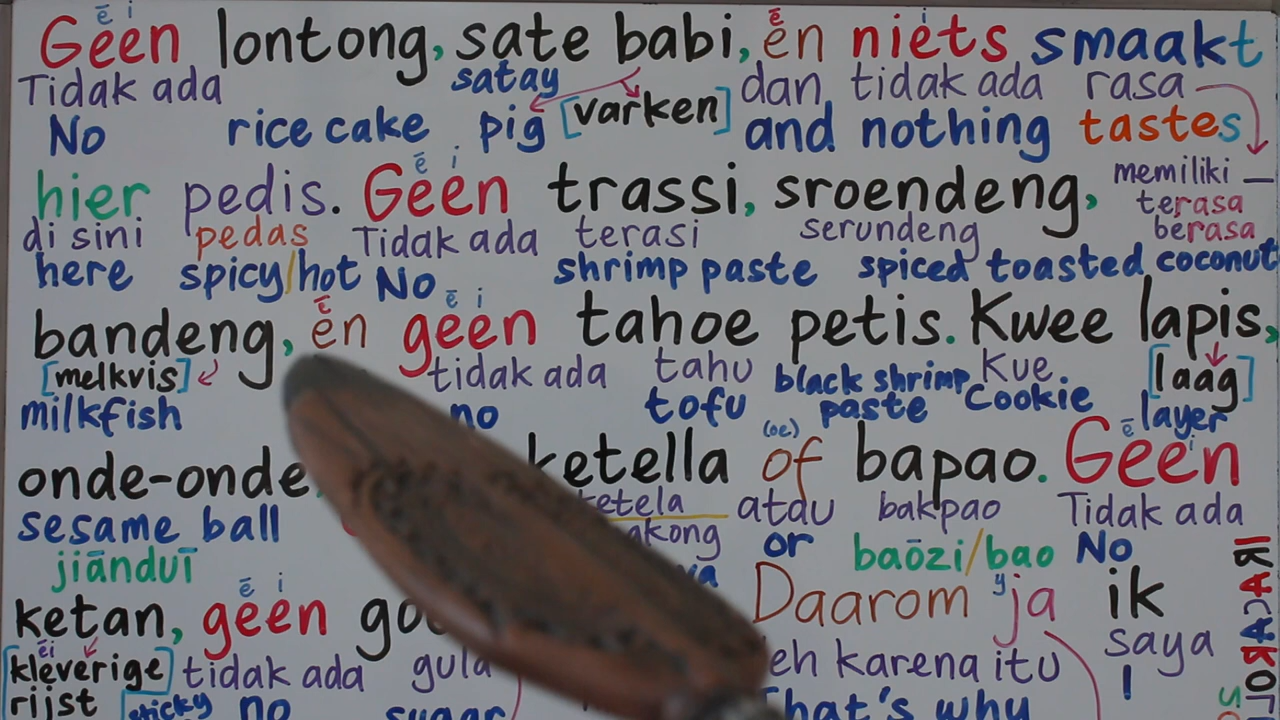 ē i ē i
Geen lontong, sate babi, én niets smaakt
Tidak ada satay [varken] dan tidak ada rasa
No rice cake pig and nothing tastes
ē i
hier pedis. Geen trassi, sroendeng, memiliki
di sini pedas Tidak ada terasi serundeng terasa
berasa
here spicy/hot No shrimp paste spiced toasted coconut
ē ē i
bandeng, én geen tahoe petis. Kwee lapis,
[melkvis] tidak ada tahu black shrimp Kue [laag]
milkfish no tofu paste Cookie layer
(oe) ē i
onde-onde, ketella of bapao. Geen
sesame ball ketela atau bakpao Tidak ada
jiānduī or baōzi/bao No
ē i y
ketan, geen Daarom ja ik
ēi
[kleverige tidak ada gula karena itu saya
rijst] [sticky no sugar That's why I